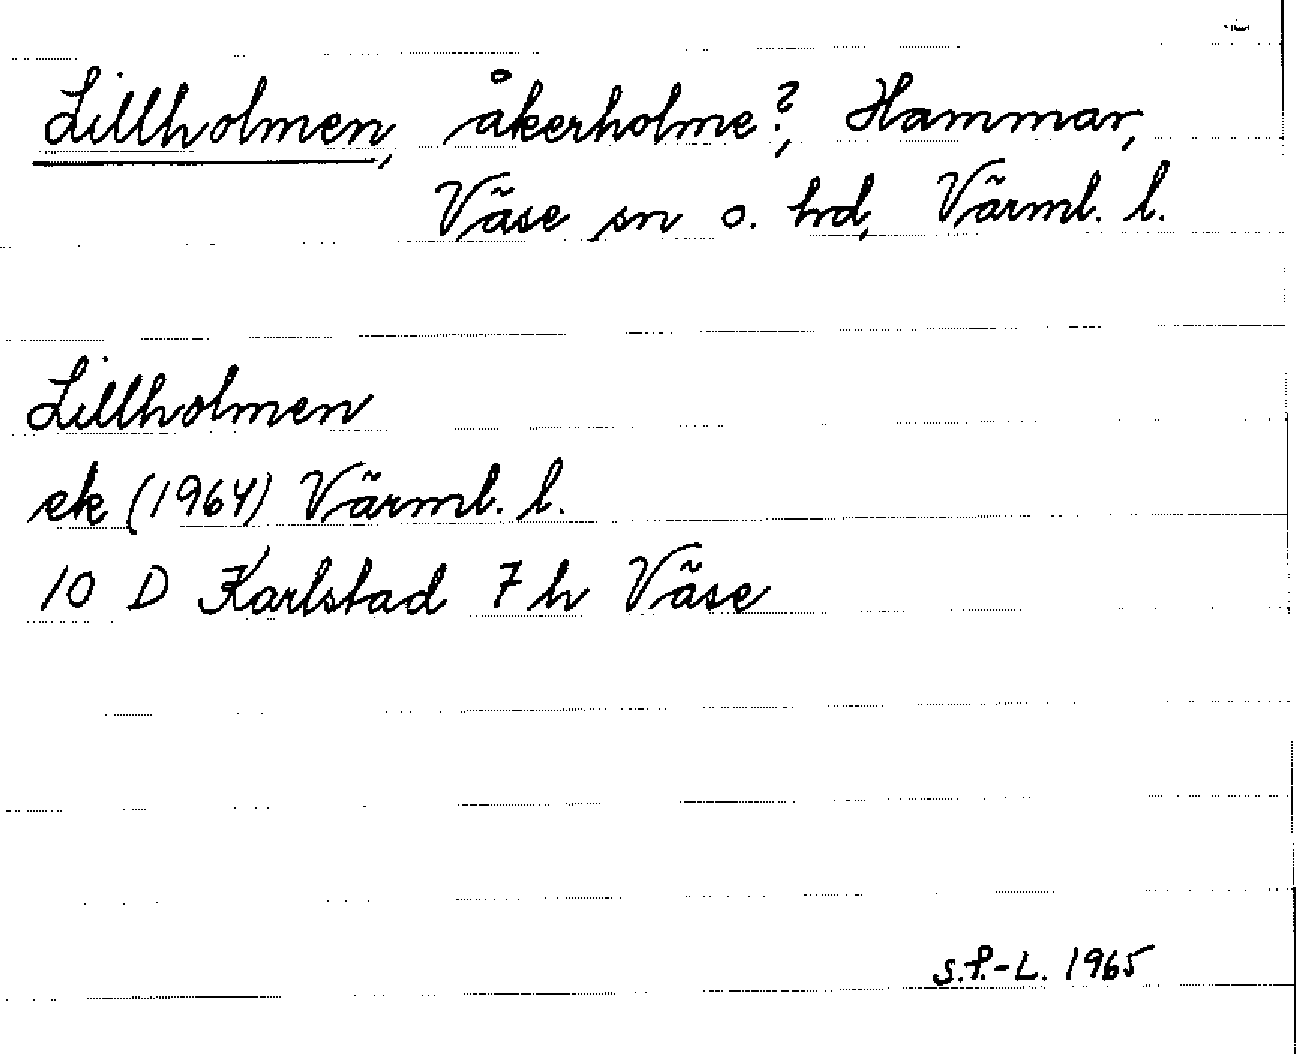 Lillholmen, åkerholme?, Hammar,
Väse sn o. hd, Värml. l.
Lillholmen
ek (1964) Värml. l.
10 D Karlstad 7 h Väse
S.P.-L. 1965